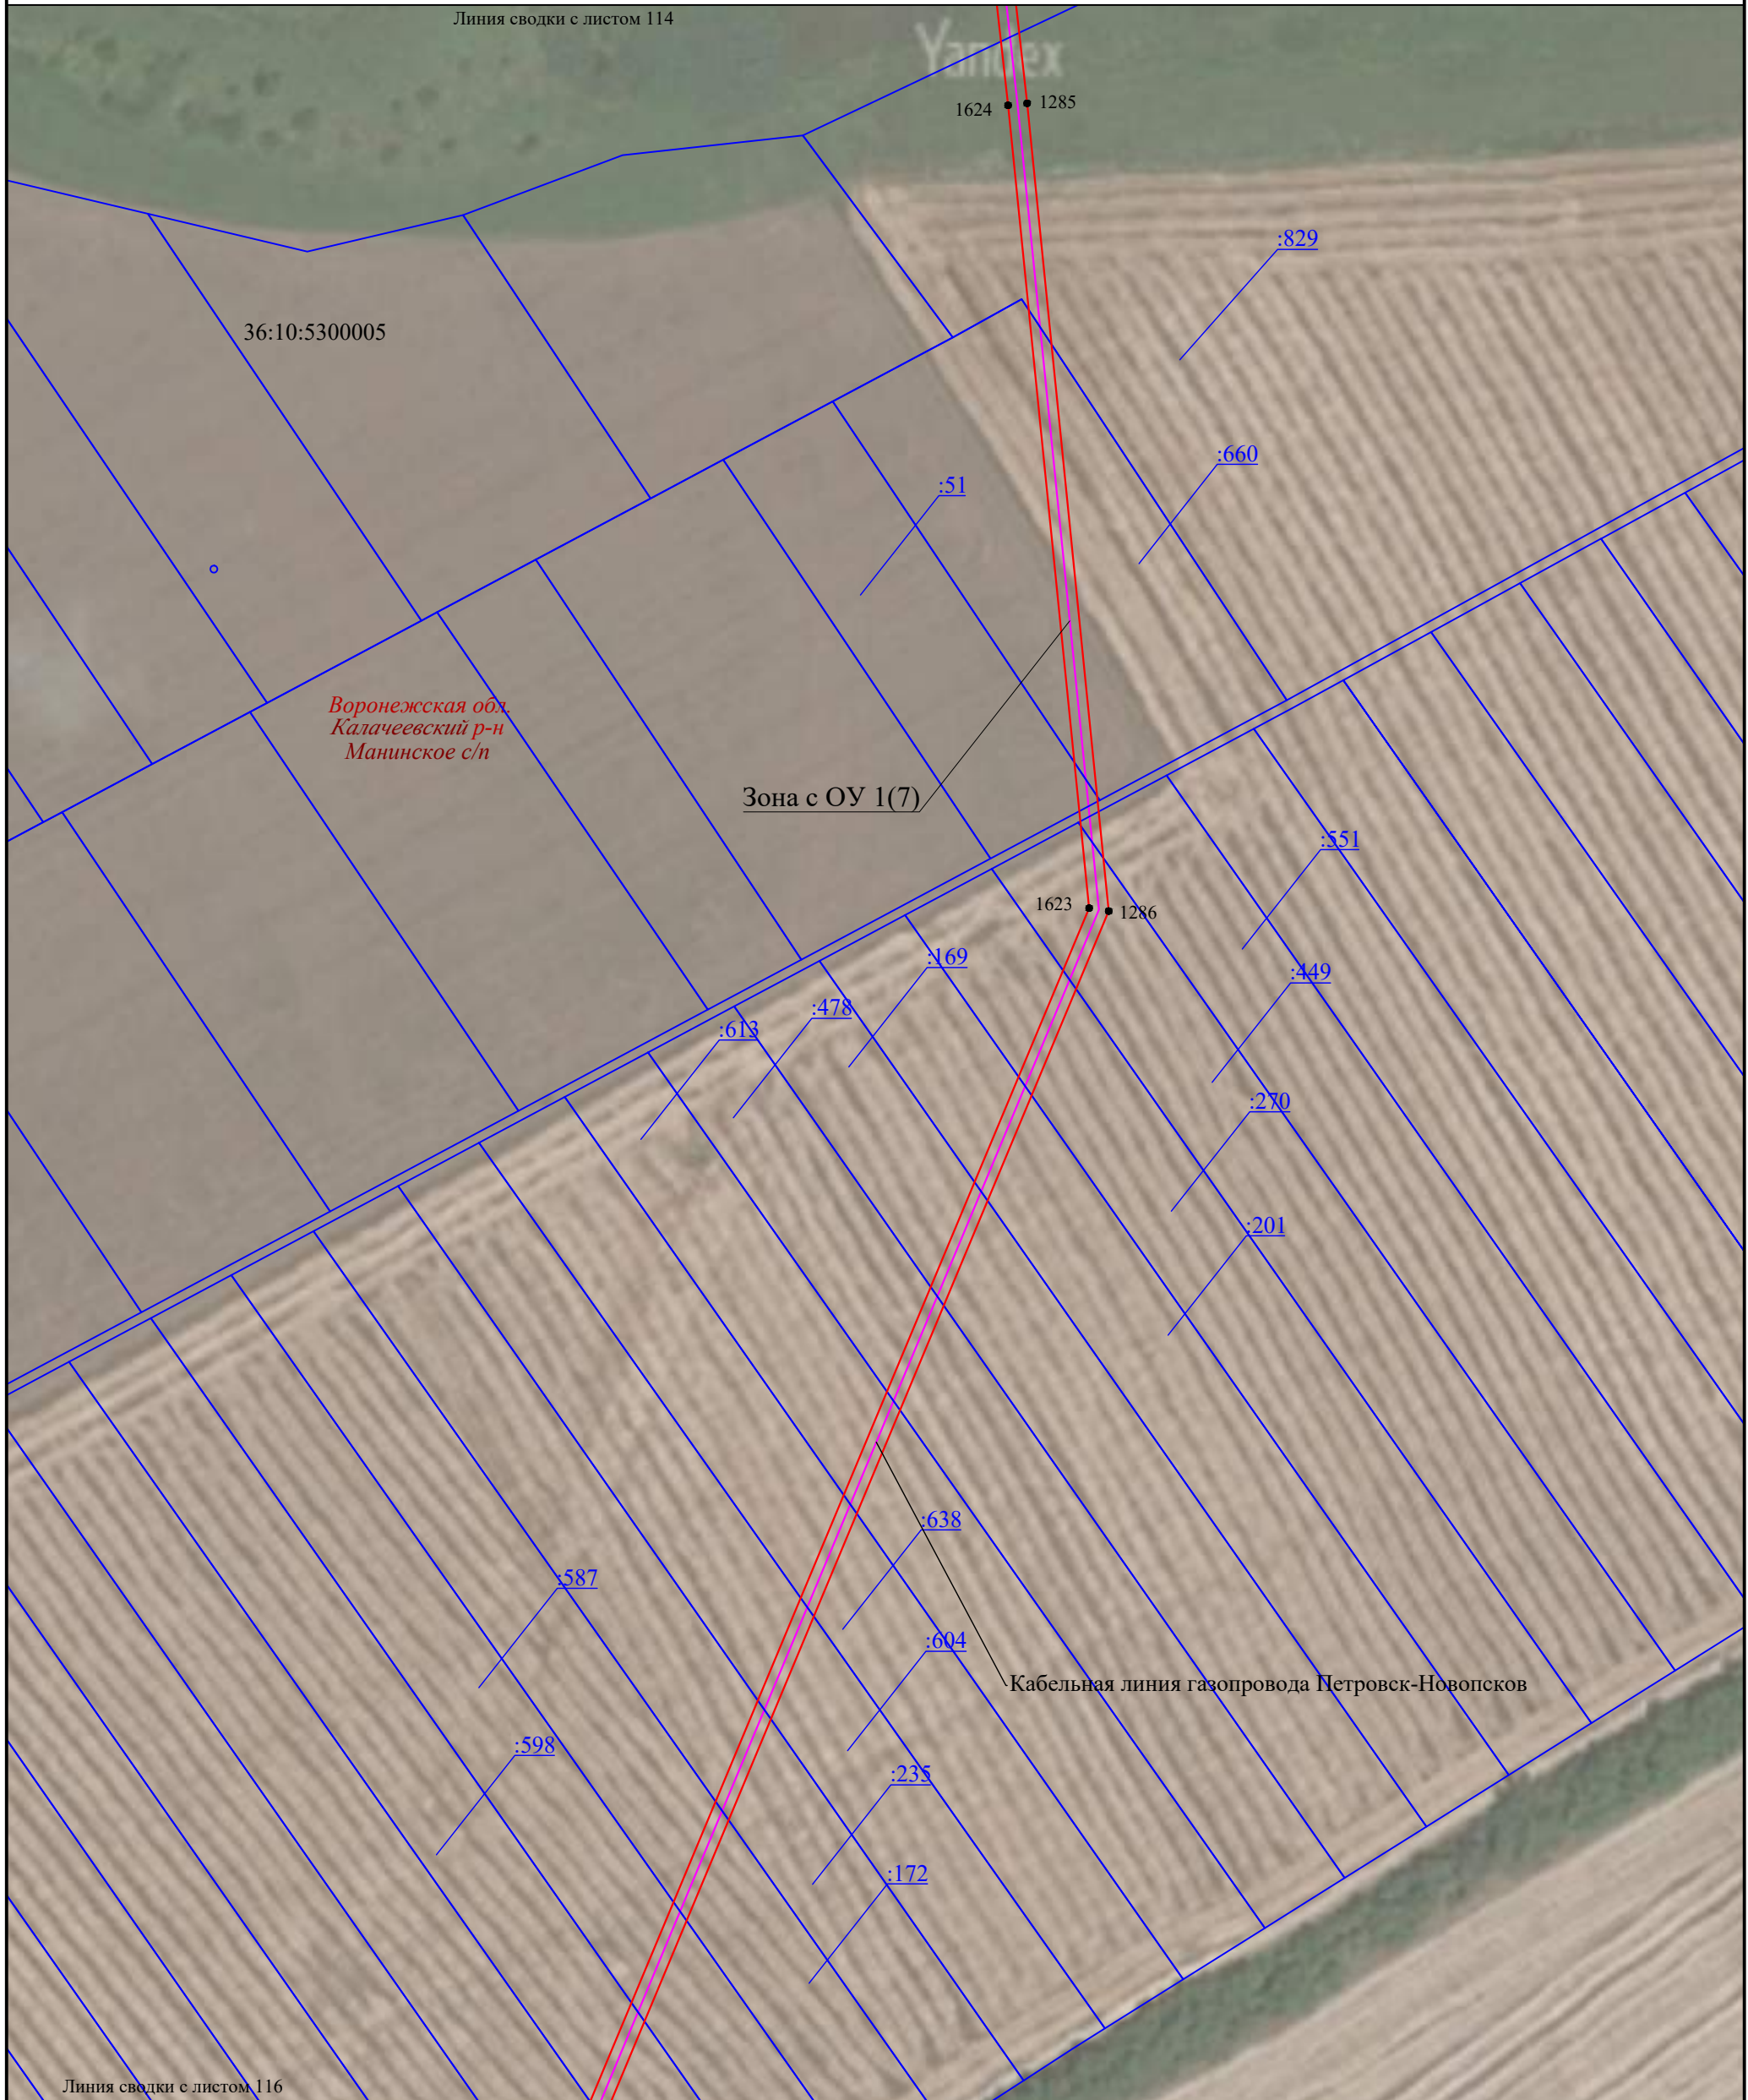 Линия сводки с листом 114
Yandex
1624
1285
:829
36:10:5300005
:660
:51
Воронежская обл.
Калачеевский р-н
Манинское с/п
Зона с ОУ 1(7)
:551
1623
1286
:169
:449
:478
:613
:270
:201
:638
:587
:604
Кабельная линия газопровода Петровск-Новопсков
:598
:235
:172
Линия сводки с листом 116